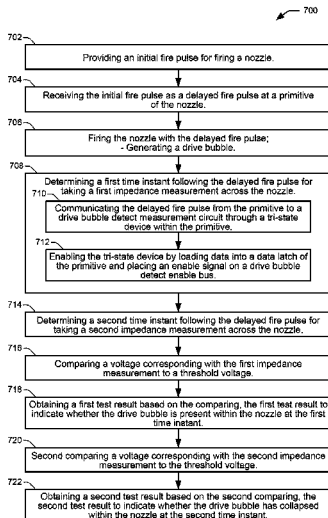 700
702
Providing an initial fire pulse for firing a nozzle.
704
Receiving the initial fire pulse as a delayed fire pulse at a primitive
of the nozzle.
706
Firing the nozzle with the delayed fire pulse;
- Generating a drive bubble.
708
Determining a first time instant following the delayed fire pulse for
taking a first impedance measurement across the nozzle.
710
Communicating the delayed fire pulse from the primitive to
a drive bubble detect measurement circuit through a tri-state
device within the primitive.
712
Enabling the tri-state device by loading data into a data latch of
the primitive and placing an enable signal on a drive bubble
detect enable bus.
714
Determining a second time instant following the delayed fire pulse for
taking a second impedance measurement across the nozzle.
716
Comparing a voltage corresponding with the first impedance
measurement to a threshold voltage.
718
Obtaining a first test result based on the comparing, the first test result to
indicate whether the drive bubble is present within the nozzle at the first
time instant.
720
Second comparing a voltage corresponding with the second impedance
measurement to the threshold voltage.
722
Obtaining a second test result based on the second comparing, the
second test result to indicate whether the drive bubble has collapsed
within the nozzle at the second time instant.